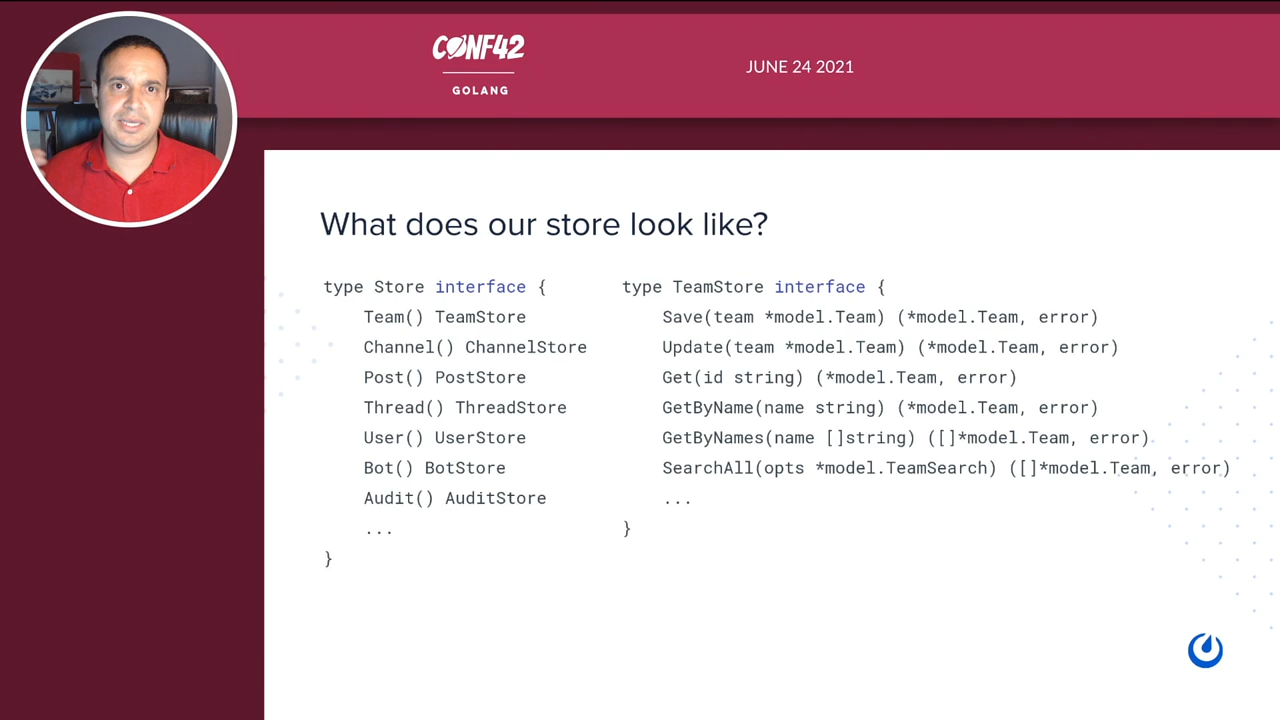 CONF42
GOLANG
JUNE 24 2021
What does our store look like?
type Store interface {
    Team() TeamStore
    Channel() ChannelStore
    Post() PostStore
    Thread() ThreadStore
    User() UserStore
    Bot() BotStore
    Audit() AuditStore
    ...
}
type TeamStore interface {
    Save(team *model.Team) (*model.Team, error)
    Update(team *model.Team) (*model.Team, error)
    Get(id string) (*model.Team, error)
    GetByName(name string) (*model.Team, error)
    GetByNames(name []string) ([]*model.Team, error)
    SearchAll(opts *model.TeamSearch) ([]*model.Team, error)
    ...
}